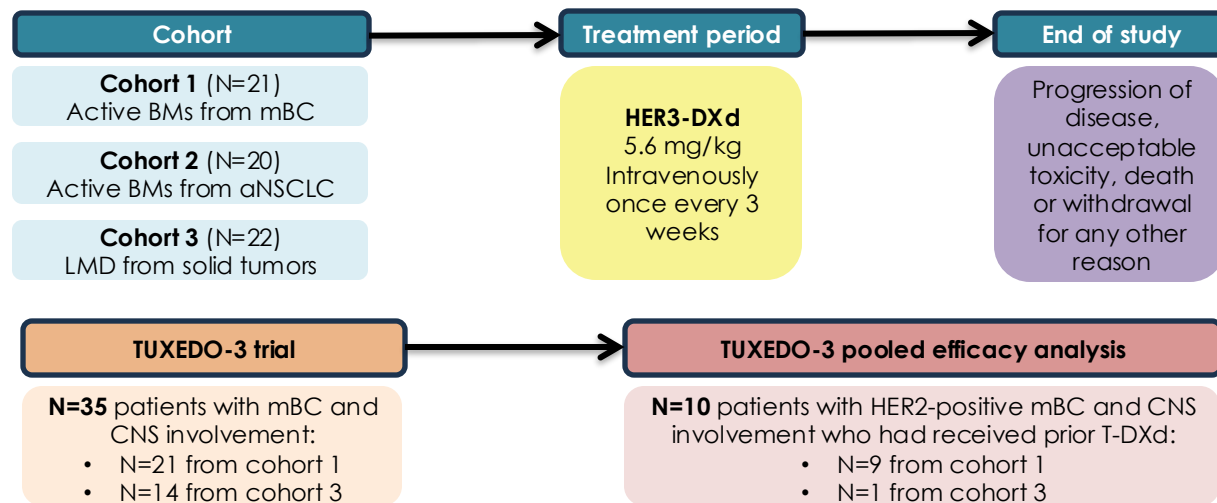 Cohort
Treatment period
End of study
Cohort 1 (N=21)
Active BMs from mBC
Cohort 2 (N=20)
Active BMs from aNSCLC
Cohort 3 (N=22)
LMD from solid tumors
HER3-DXd
5.6 mg/kg
Intravenously
once every 3
weeks
Progression of
disease,
unacceptable
toxicity, death
or withdrawal
for any other
reason
TUXEDO-3 trial
TUXEDO-3 pooled efficacy analysis
N=35 patients with mBC and
CNS involvement:
• N=21 from cohort 1
• N=14 from cohort 3
N=10 patients with HER2-positive mBC and CNS
involvement who had received prior T-DXd:
• N=9 from cohort 1
• N=1 from cohort 3